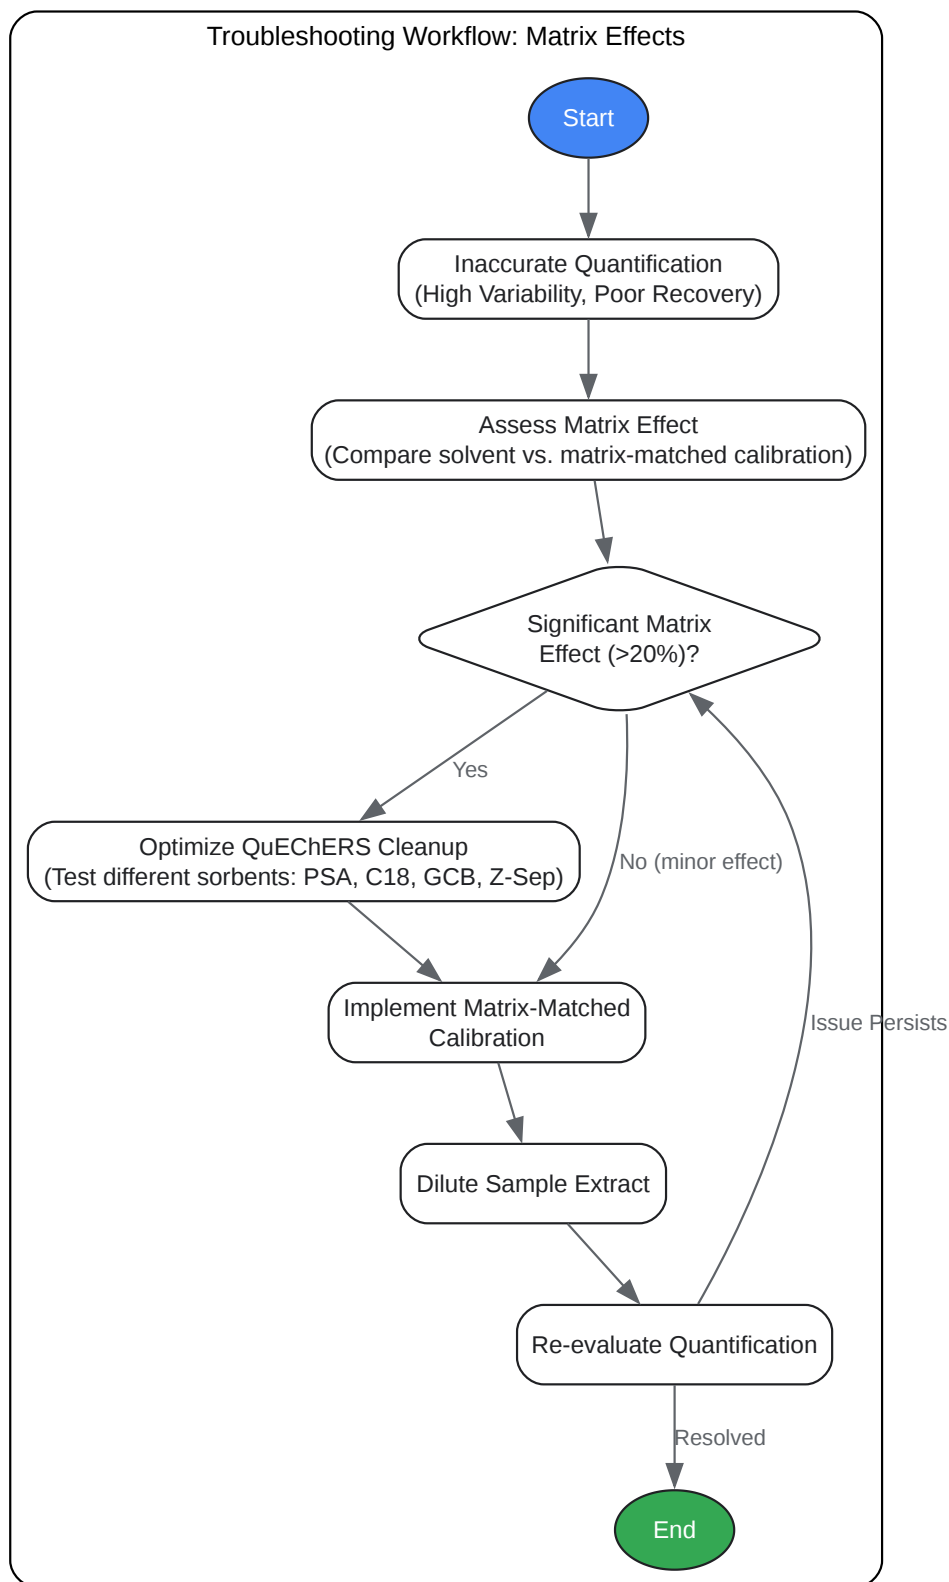 Troubleshooting Workflow: Matrix Effects
Start
Inaccurate Quantification
(High Variability, Poor Recovery)
Assess Matrix Effect
(Compare solvent vs. matrix-matched calibration)
Significant Matrix
Effect (>20%)?
Yes
Optimize QuEChERS Cleanup
(Test different sorbents: PSA, C18, GCB, Z-Sep)
No (minor effect)
Implement Matrix-Matched
Calibration
Issue Persists
Dilute Sample Extract
Re-evaluate Quantification
Resolved
End